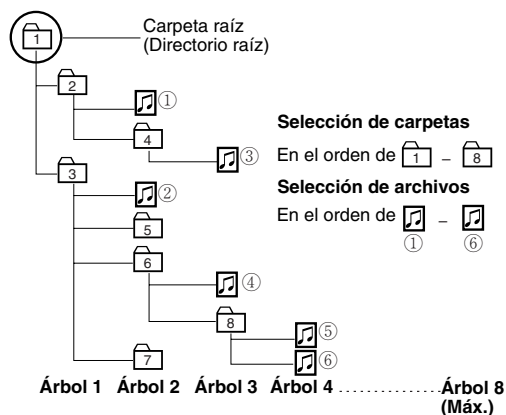 1
Carpeta raíz
(Directorio raíz)
2
①
4
③
3
②
5
6
④
8
⑤
⑥
7
Selección de carpetas
En el orden de 1 – 8
Selección de archivos
En el orden de –
① ⑥
Árbol 1 Árbol 2 Árbol 3 Árbol 4 ................ Árbol 8
(Máx.)